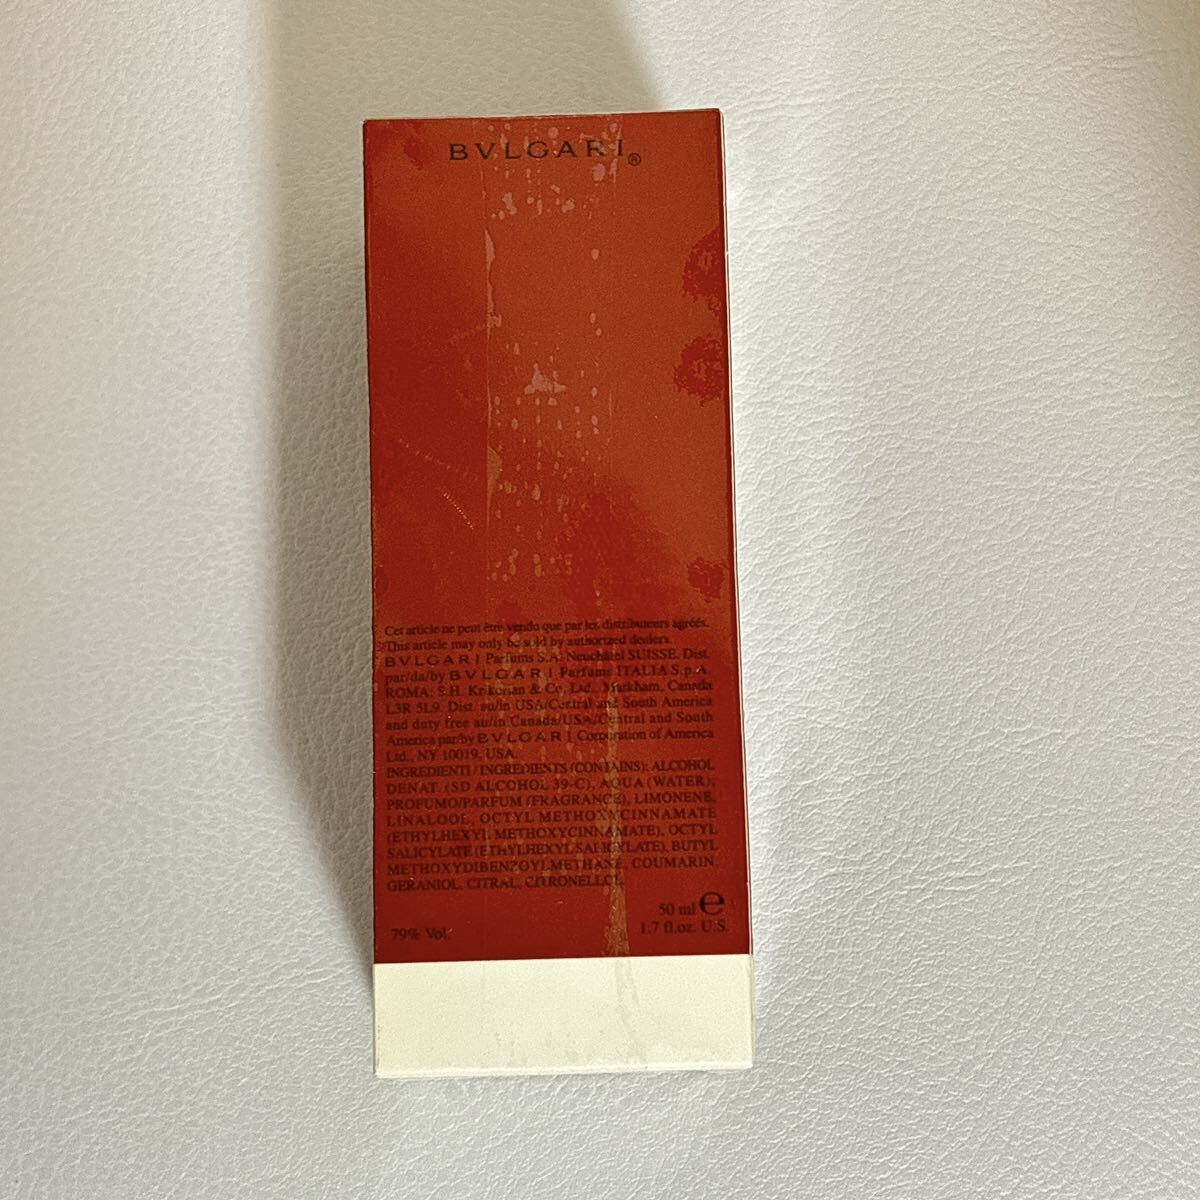 BVLGARI®
Cet article ne peut être vendu que par les distributeurs agréés.
This article may only be sold by authorized dealers.
BVLGARI Parfums S.A. Neuchâtel SUISSE. Dist.
par/da/by BVLGARI Parfums ITALIA S.p.A.
ROMA: S.H. Krikorian & Co. Ltd., Markham, Canada
L3R 5L9. Dist. au/in USA/Central and South America
and duty free au/in Canada/USA/Central and South
America par/by BVLGARI Corporation of America
Ltd., NY 10019, USA.
INGREDIENTI / INGREDIENTS (CONTAINS): ALCOHOL
DENAT. (SD ALCOHOL 39-C), AQUA (WATER),
PROFUMO/PARFUM (FRAGRANCE), LIMONENE,
LINALOOL, OCTYL METHOXYCINNAMATE
(ETHYLHEXYL METHOXYCINNAMATE), OCTYL
SALICYLATE (ETHYLHEXYL SALICYLATE), BUTYL
METHOXYDIBENZOYLMETHANE, COUMARIN,
GERANIOL, CITRAL, CITRONELLOL.
50 ml ℮
79% Vol. 1.7 fl.oz. U.S.